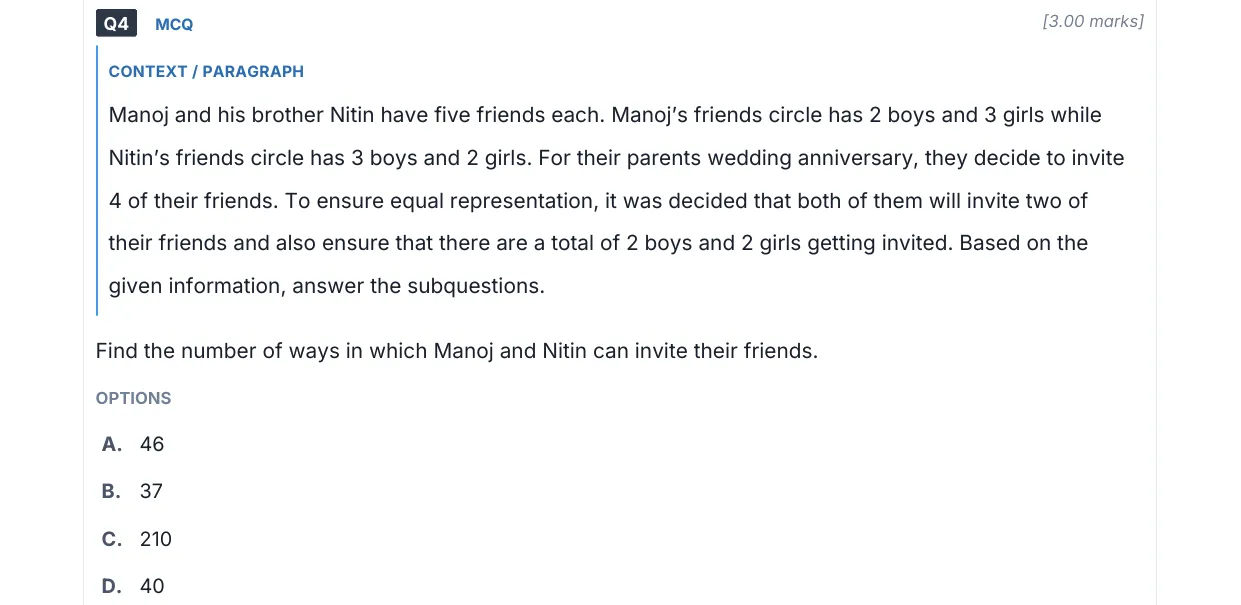 Q4 MCQ [3.00 marks]
CONTEXT / PARAGRAPH
Manoj and his brother Nitin have five friends each. Manoj’s friends circle has 2 boys and 3 girls while
Nitin’s friends circle has 3 boys and 2 girls. For their parents wedding anniversary, they decide to invite
4 of their friends. To ensure equal representation, it was decided that both of them will invite two of
their friends and also ensure that there are a total of 2 boys and 2 girls getting invited. Based on the
given information, answer the subquestions.
Find the number of ways in which Manoj and Nitin can invite their friends.
OPTIONS
A. 46
B. 37
C. 210
D. 40